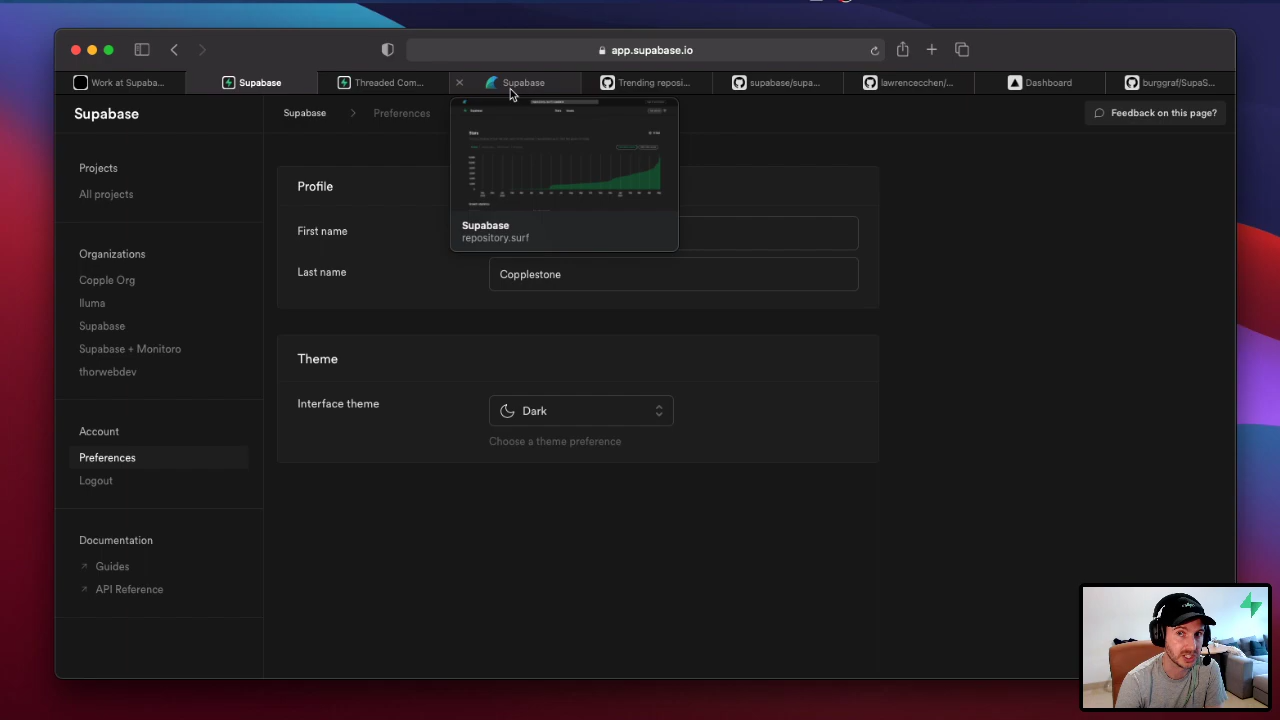 app.supabase.io
Work at Supaba...
Supabase
Threaded Com...
Supabase
Trending reposi...
supabase/supa...
lawrencecchen/...
Dashboard
burggraf/SupaS...
Supabase
Supabase
Preferences
Feedback on this page?
Projects
All projects
Organizations
Copple Org
Iluma
Supabase
Supabase + Monitoro
thorwebdev
Account
Preferences
Logout
Documentation
Guides
API Reference
Stars
Supabase
repository.surf
Profile
First name
Last name
Copplestone
Theme
Interface theme
Dark
Choose a theme preference